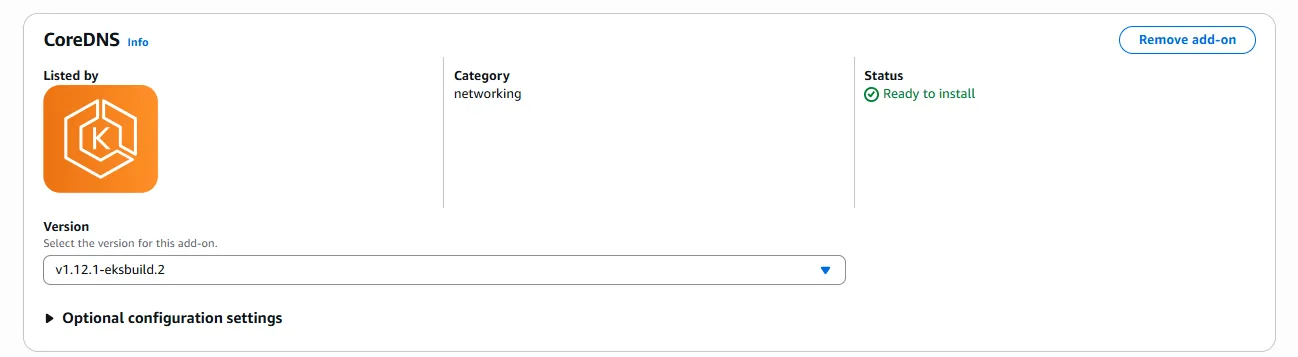 CoreDNS Info
Remove add-on
Listed by
K
Category
networking
Status
Ready to install
Version
Select the version for this add-on.
v1.12.1-eksbuild.2
Optional configuration settings